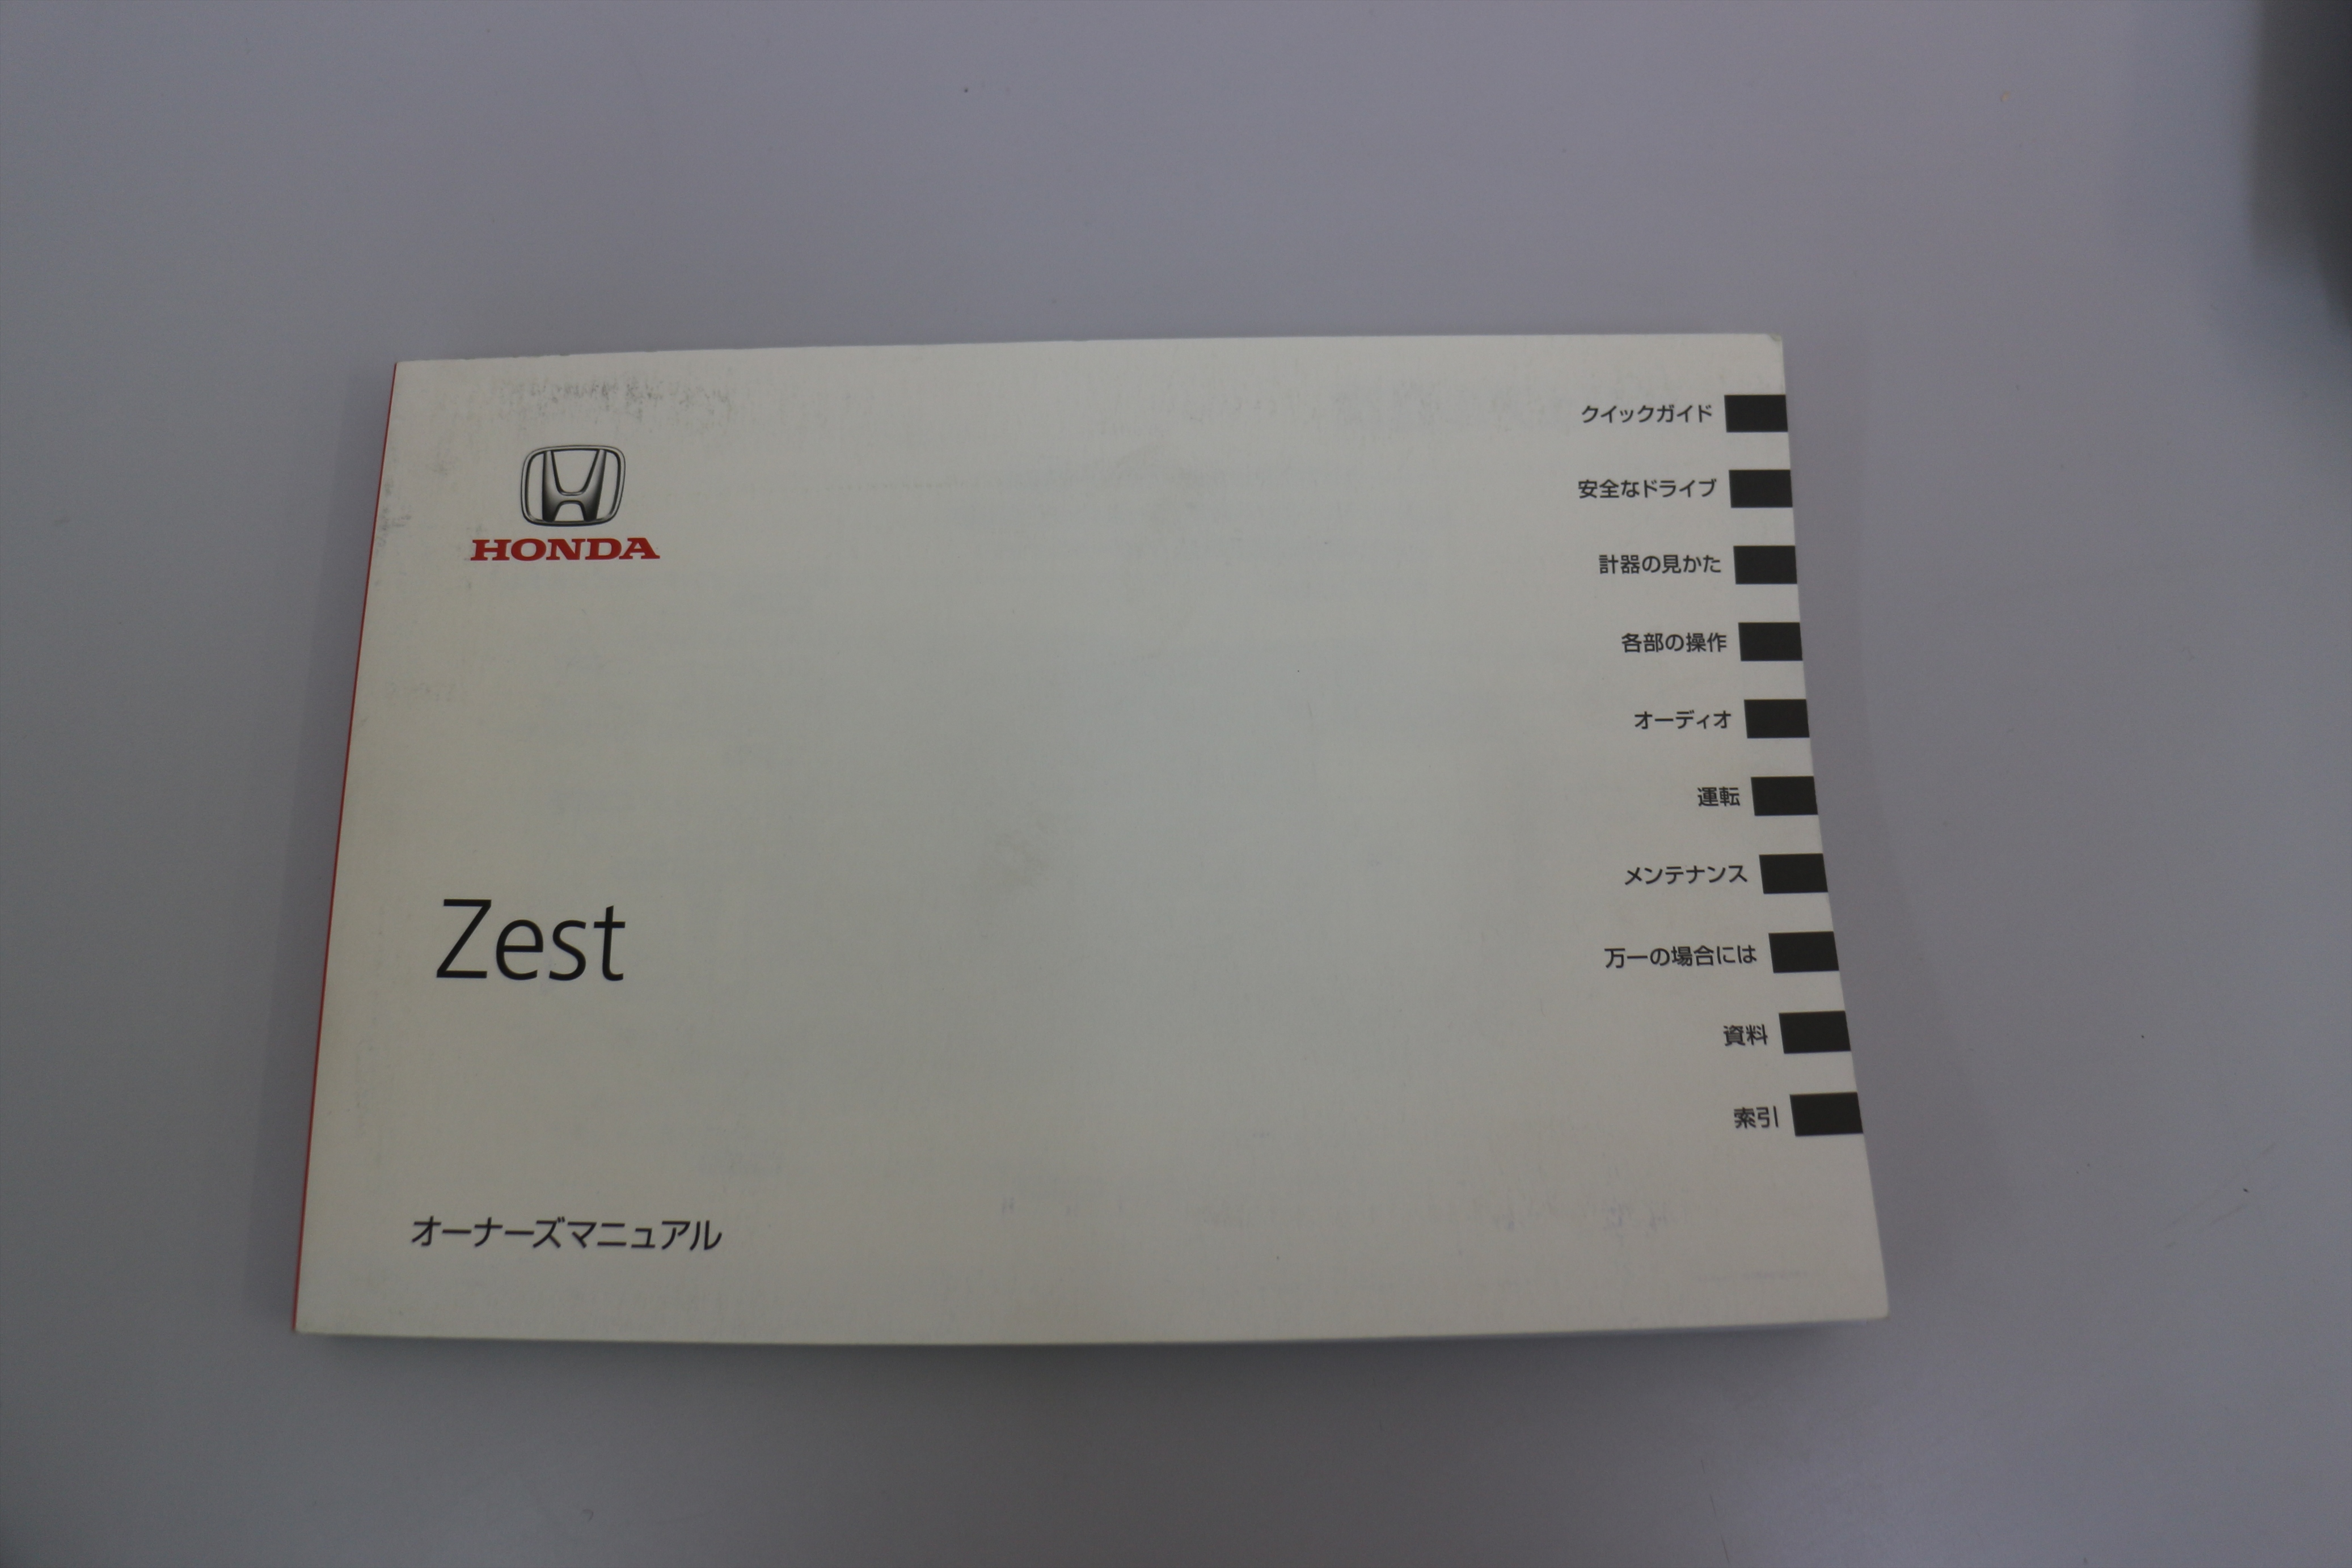 HONDA
Zest
オーナーズマニュアル
クイックガイド
安全なドライブ
計器の見かた
各部の操作
オーディオ
運転
メンテナンス
万一の場合には
資料
索引